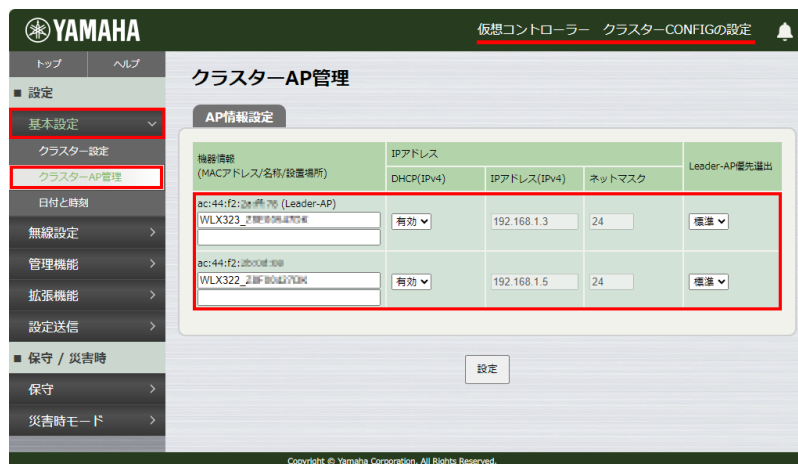 YAMAHA
仮想コントローラー クラスターCONFIGの設定
トップ ヘルプ
■ 設定
基本設定
クラスター設定
クラスターAP管理
日付と時刻
無線設定
管理機能
拡張機能
設定送信
■ 保守 / 災害時
保守
災害時モード
クラスターAP管理
AP情報設定
機器情報
(MACアドレス/名称/設置場所)
IPアドレス
DHCP(IPv4) IPアドレス(IPv4) ネットマスク
Leader-AP優先選出
ac:44:f2: (Leader-AP)
WLX323_
有効 192.168.1.3 24 標準
ac:44:f2:
WLX322_
有効 192.168.1.5 24 標準
設定
Copyright © Yamaha Corporation. All Rights Reserved.